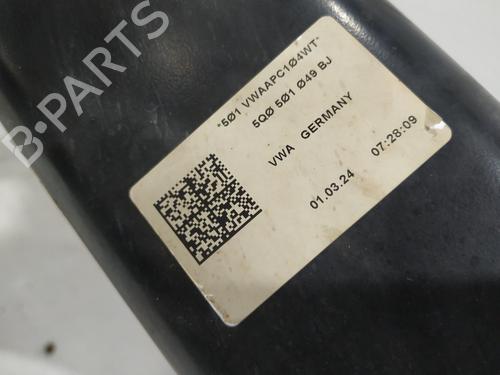 *5Ø1 VWAAPC1Ø4WT*
5QØ 5Ø1 Ø49 BJ
VWA GERMANY
01.03.24 07:28:09
B-PARTS